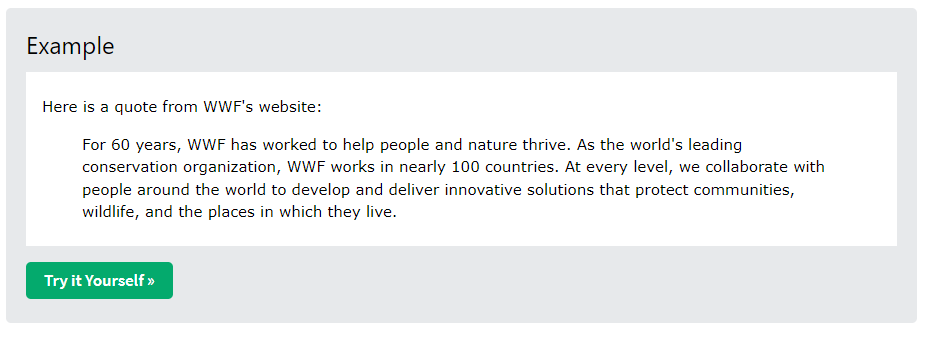 Example
Here is a quote from WWF's website:
For 60 years, WWF has worked to help people and nature thrive. As the world's leading
conservation organization, WWF works in nearly 100 countries. At every level, we collaborate with
people around the world to develop and deliver innovative solutions that protect communities,
wildlife, and the places in which they live.
Try it Yourself »